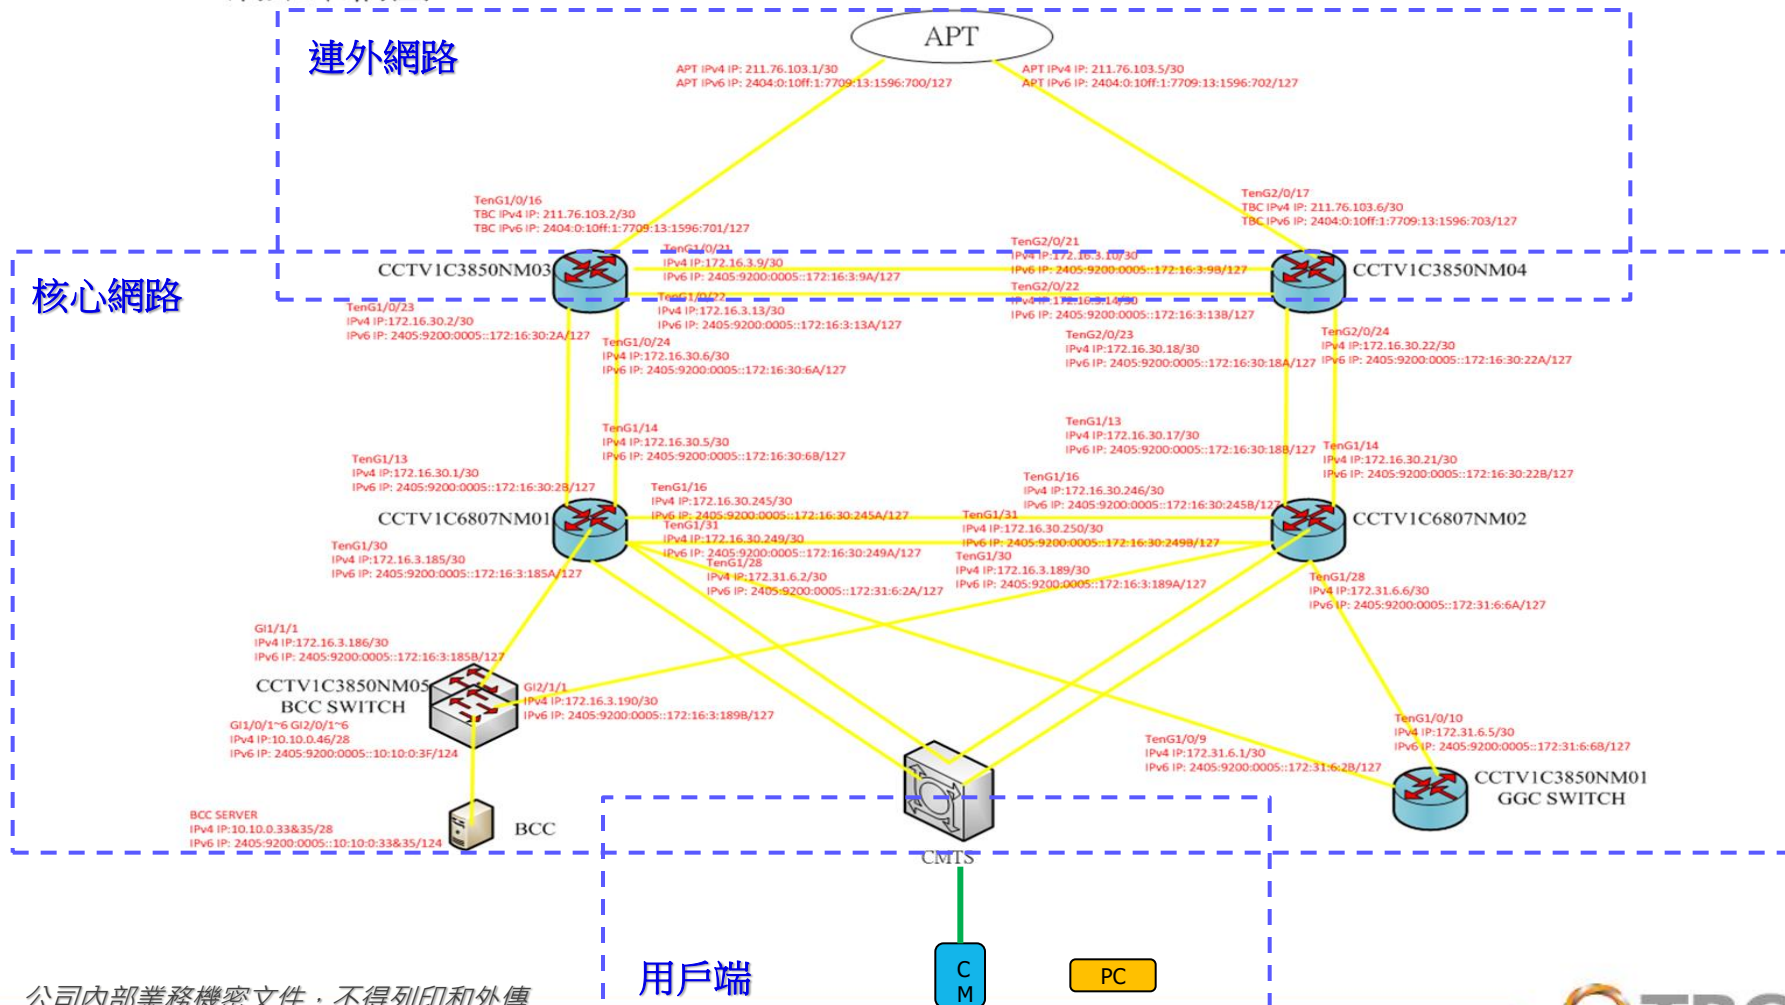 連外網路
APT
APT IPv4 IP: 211.76.103.1/30
APT IPv6 IP: 2404:0:10ff:1:7709:13:1596:700/127
APT IPv4 IP: 211.76.103.5/30
APT IPv6 IP: 2404:0:10ff:1:7709:13:1596:702/127
TenG1/0/16
TBC IPv4 IP: 211.76.103.2/30
TBC IPv6 IP: 2404:0:10ff:1:7709:13:1596:701/127
TenG2/0/17
TBC IPv4 IP: 211.76.103.6/30
TBC IPv6 IP: 2404:0:10ff:1:7709:13:1596:703/127
核心網路
CCTV1C3850NM03
TenG1/0/21
IPv4 IP:172.16.3.9/30
IPv6 IP: 2405:9200:0005::172:16:3:9A/127
TenG2/0/21
IPv4 IP:172.16.3.10/30
IPv6 IP: 2405:9200:0005::172:16:3:9B/127
CCTV1C3850NM04
TenG1/0/22
IPv4 IP:172.16.3.13/30
IPv6 IP: 2405:9200:0005::172:16:3:13A/127
TenG2/0/22
IPv4 IP:172.16.3.14/30
IPv6 IP: 2405:9200:0005::172:16:3:13B/127
TenG1/0/23
IPv4 IP:172.16.30.2/30
IPv6 IP: 2405:9200:0005::172:16:30:2A/127
TenG1/0/24
IPv4 IP:172.16.30.6/30
IPv6 IP: 2405:9200:0005::172:16:30:6A/127
TenG2/0/23
IPv4 IP:172.16.30.18/30
IPv6 IP: 2405:9200:0005::172:16:30:18A/127
TenG2/0/24
IPv4 IP:172.16.30.22/30
IPv6 IP: 2405:9200:0005::172:16:30:22A/127
TenG1/14
IPv4 IP:172.16.30.5/30
IPv6 IP: 2405:9200:0005::172:16:30:6B/127
TenG1/13
IPv4 IP:172.16.30.17/30
IPv6 IP: 2405:9200:0005::172:16:30:18B/127
TenG1/13
IPv4 IP:172.16.30.1/30
IPv6 IP: 2405:9200:0005::172:16:30:2B/127
TenG1/14
IPv4 IP:172.16.30.21/30
IPv6 IP: 2405:9200:0005::172:16:30:22B/127
TenG1/16
IPv4 IP:172.16.30.245/30
IPv6 IP: 2405:9200:0005::172:16:30:245A/127
TenG1/16
IPv4 IP:172.16.30.246/30
IPv6 IP: 2405:9200:0005::172:16:30:245B/127
CCTV1C6807NM01
TenG1/31
IPv4 IP:172.16.30.249/30
IPv6 IP: 2405:9200:0005::172:16:30:249A/127
TenG1/31
IPv4 IP:172.16.30.250/30
IPv6 IP: 2405:9200:0005::172:16:30:249B/127
CCTV1C6807NM02
TenG1/30
IPv4 IP:172.16.3.185/30
IPv6 IP: 2405:9200:0005::172:16:3:185A/127
TenG1/28
IPv4 IP:172.31.6.2/30
IPv6 IP: 2405:9200:0005::172:31:6:2A/127
TenG1/30
IPv4 IP:172.16.3.189/30
IPv6 IP: 2405:9200:0005::172:16:3:189A/127
TenG1/28
IPv4 IP:172.31.6.6/30
IPv6 IP: 2405:9200:0005::172:31:6:6A/127
GI1/1/1
IPv4 IP:172.16.3.186/30
IPv6 IP: 2405:9200:0005::172:16:3:185B/127
CCTV1C3850NM05
BCC SWITCH
GI2/1/1
IPv4 IP:172.16.3.190/30
IPv6 IP: 2405:9200:0005::172:16:3:189B/127
GI1/0/1~6 GI2/0/1~6
IPv4 IP:10.10.0.46/28
IPv6 IP: 2405:9200:0005::10:10:0:3F/124
TenG1/0/9
IPv4 IP:172.31.6.1/30
IPv6 IP: 2405:9200:0005::172:31:6:2B/127
TenG1/0/10
IPv4 IP:172.31.6.5/30
IPv6 IP: 2405:9200:0005::172:31:6:6B/127
CCTV1C3850NM01
GGC SWITCH
BCC SERVER
IPv4 IP:10.10.0.33&35/28
IPv6 IP: 2405:9200:0005::10:10:0:33&35/124
BCC
CMTS
用戶端
C
M
PC
公司內部業務機密文件，不得列印和外傳
TBC